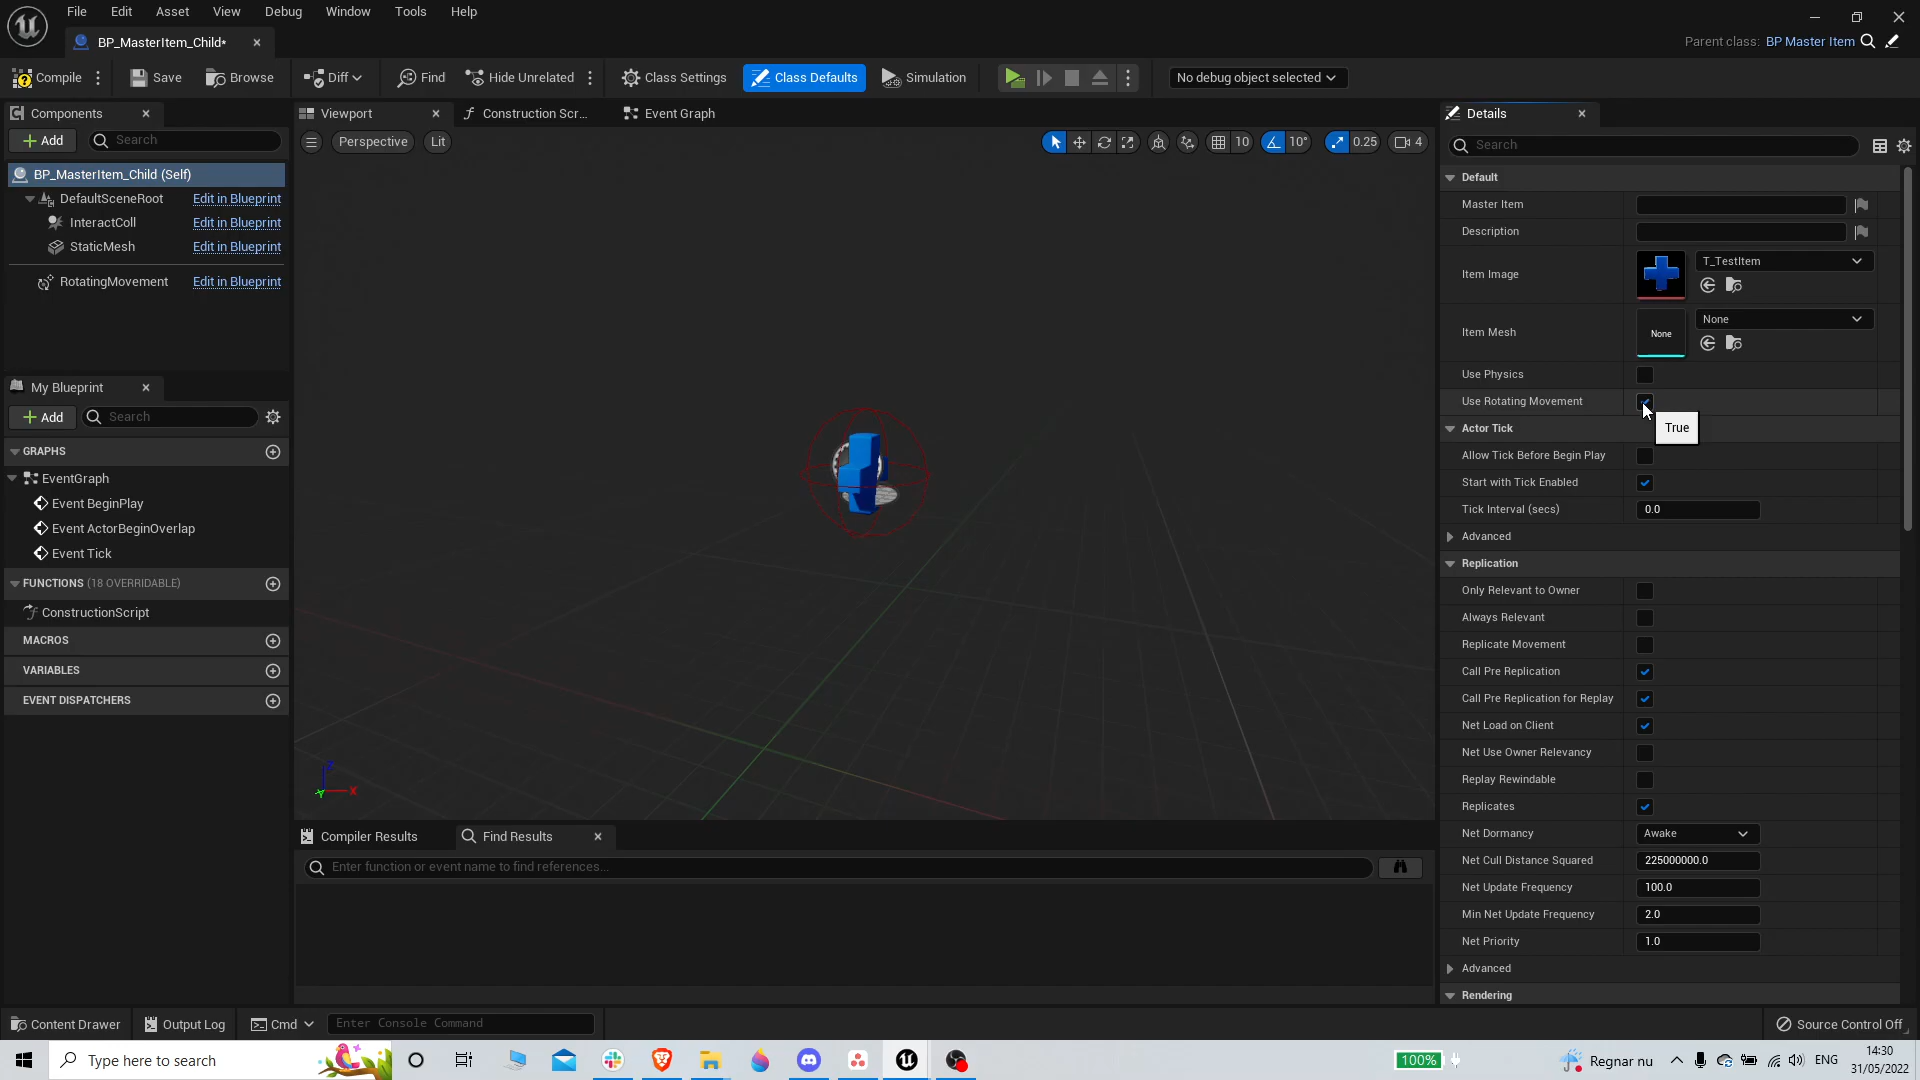 File Edit Asset View Debug Window Tools Help
BP_MasterItem_Child*
Parent class: BP Master Item
Compile Save Browse Diff Find Hide Unrelated Class Settings Class Defaults Simulation No debug object selected
Components
Add Search
BP_MasterItem_Child (Self)
DefaultSceneRoot Edit in Blueprint
InteractColl Edit in Blueprint
StaticMesh Edit in Blueprint
RotatingMovement Edit in Blueprint
My Blueprint
Add Search
GRAPHS
EventGraph
Event BeginPlay
Event ActorBeginOverlap
Event Tick
FUNCTIONS (18 OVERRIDABLE)
ConstructionScript
MACROS
VARIABLES
EVENT DISPATCHERS
Viewport Construction Scr... Event Graph
Perspective Lit 10 10° 0.25 4
Z
Y X
Compiler Results Find Results
Enter function or event name to find references...
Details
Search
Default
Master Item
Description
Item Image T_TestItem
Item Mesh None None
Use Physics
Use Rotating Movement
True
Actor Tick
Allow Tick Before Begin Play
Start with Tick Enabled
Tick Interval (secs) 0.0
Advanced
Replication
Only Relevant to Owner
Always Relevant
Replicate Movement
Call Pre Replication
Call Pre Replication for Replay
Net Load on Client
Net Use Owner Relevancy
Replay Rewindable
Replicates
Net Dormancy Awake
Net Cull Distance Squared 225000000.0
Net Update Frequency 100.0
Min Net Update Frequency 2.0
Net Priority 1.0
Advanced
Rendering
Content Drawer Output Log Cmd Enter Console Command Source Control Off
Type here to search 100% Regnar nu ENG 14:30
31/05/2022